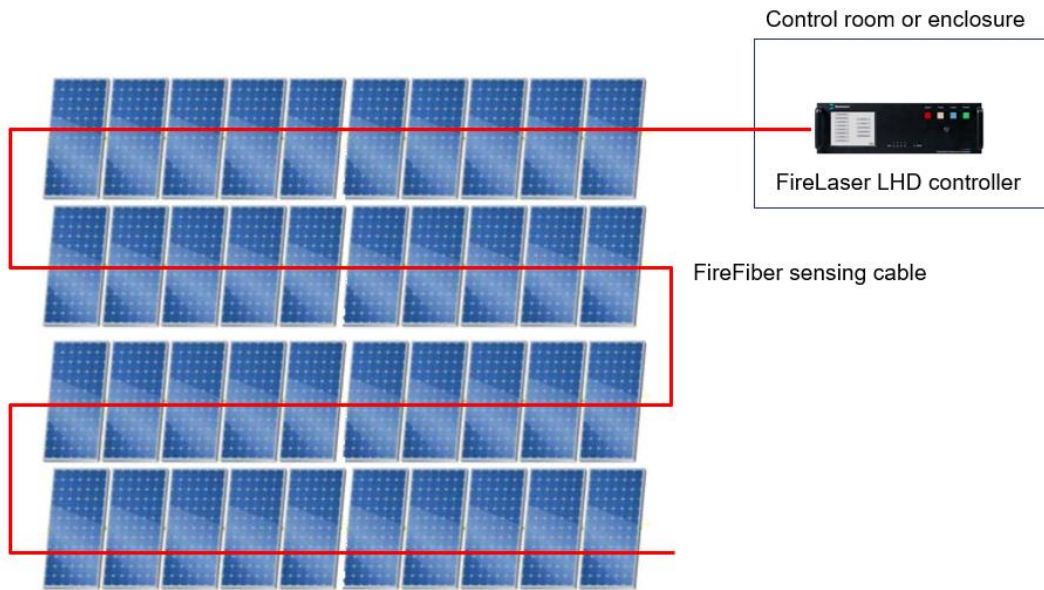 Control room or enclosure
FireLaser LHD controller
FireFiber sensing cable